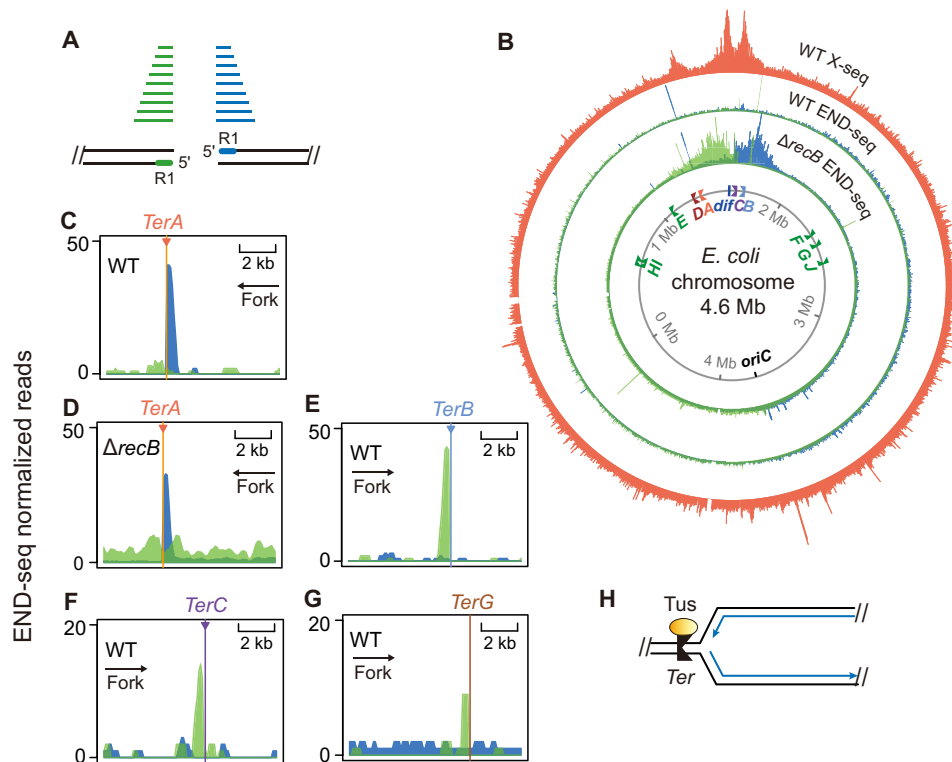 A
5'
R1
5'
R1
B
WT X-seq
WT END-seq
ΔrecB END-seq
E
D
A
dif
C
B
F
G
J
HI
0 Mb
1 Mb
2 Mb
3 Mb
4 Mb
oriC
E. coli
chromosome
4.6 Mb
END-seq normalized reads
C
TerA
50
0
WT
2 kb
Fork
D
TerA
50
0
ΔrecB
2 kb
Fork
E
TerB
50
0
WT
Fork
2 kb
F
TerC
20
0
WT
Fork
2 kb
G
TerG
20
0
WT
Fork
2 kb
H
Tus
Ter